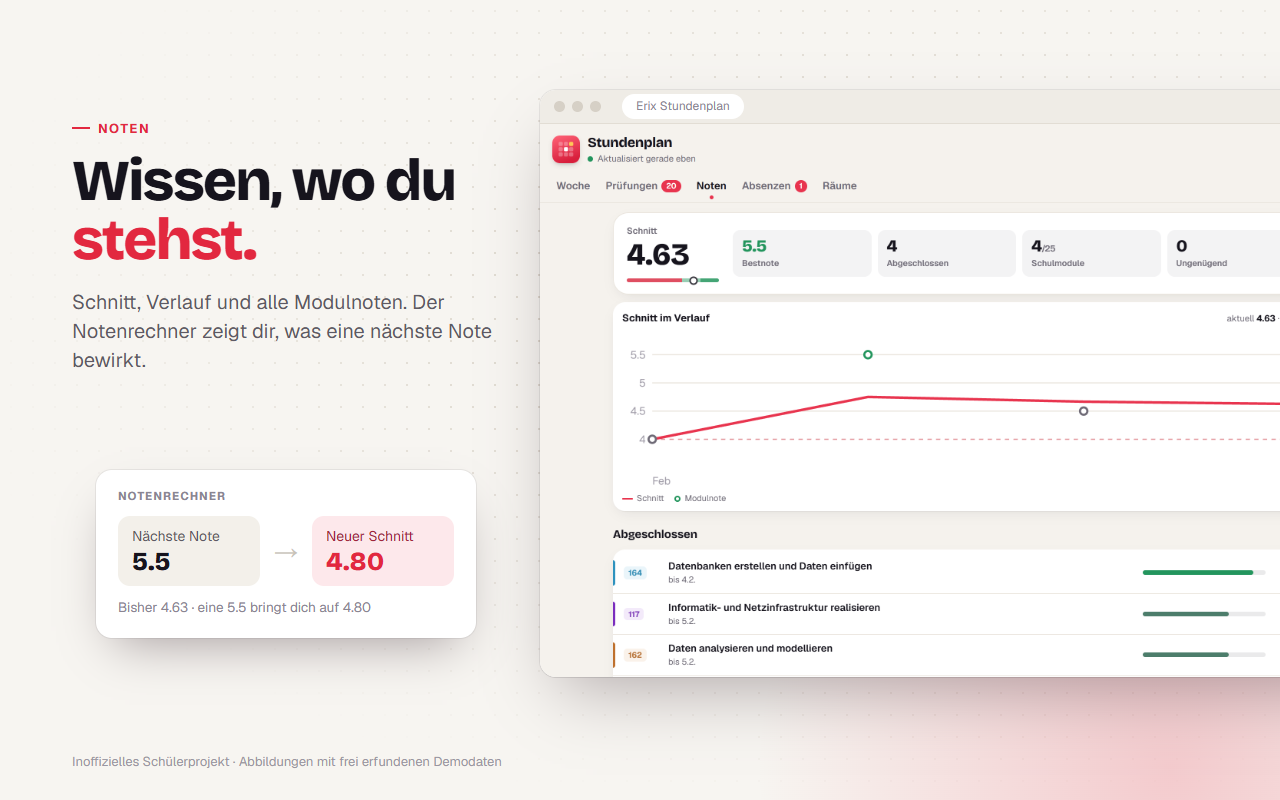 NOTEN
Wissen, wo du
stehst.
Schnitt, Verlauf und alle Modulnoten. Der
Notenrechner zeigt dir, was eine nächste Note
bewirkt.
NOTENRECHNER
Nächste Note
5.5
→
Neuer Schnitt
4.80
Bisher 4.63 · eine 5.5 bringt dich auf 4.80
Inoffizielles Schülerprojekt · Abbildungen mit frei erfundenen Demodaten
Erix Stundenplan
Stundenplan
Aktualisiert gerade eben
Woche Prüfungen 20 Noten Absenzen 1 Räume
Schnitt
4.63
5.5
Bestnote
4
Abgeschlossen
4/25
Schulmodule
0
Ungenügend
Schnitt im Verlauf
aktuell 4.63 ·
5.5
5
4.5
4
Feb
Schnitt Modulnote
Abgeschlossen
164 Datenbanken erstellen und Daten einfügen
bis 4.2.
117 Informatik- und Netzinfrastruktur realisieren
bis 5.2.
162 Daten analysieren und modellieren
bis 5.2.